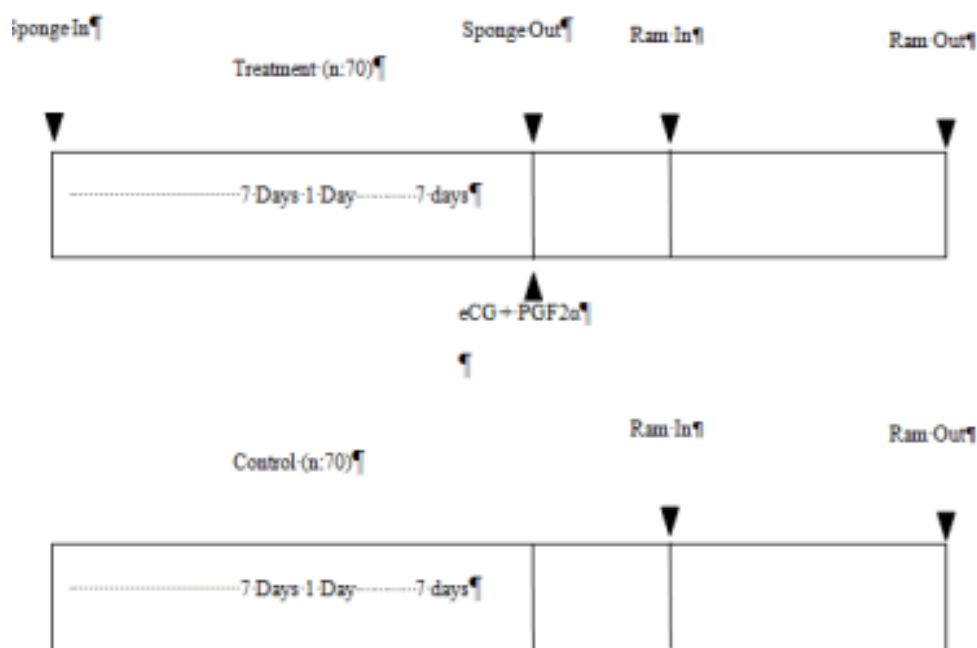 Sponge·In¶ Sponge·Out¶ Ram·In¶ Ram·Out¶
Treatment·(n:70)¶
7·Days·1·Day 7·days¶
eCG+·PGF2α¶
¶
Ram·In¶ Ram·Out¶
Control·(n:70)¶
7·Days·1·Day 7·days¶